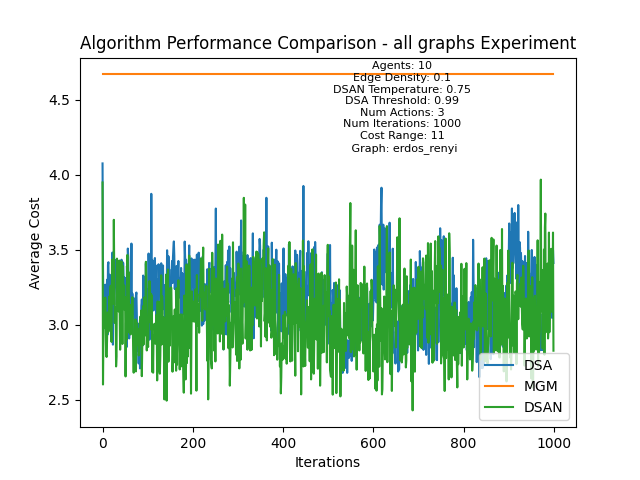 Algorithm Performance Comparison - all graphs Experiment
Agents: 10
Edge Density: 0.1
DSAN Temperature: 0.75
DSA Threshold: 0.99
Num Actions: 3
Num Iterations: 1000
Cost Range: 11
Graph: erdos_renyi
Average Cost
4.5
4.0
3.5
3.0
2.5
DSA
MGM
DSAN
0 200 400 600 800 1000
Iterations